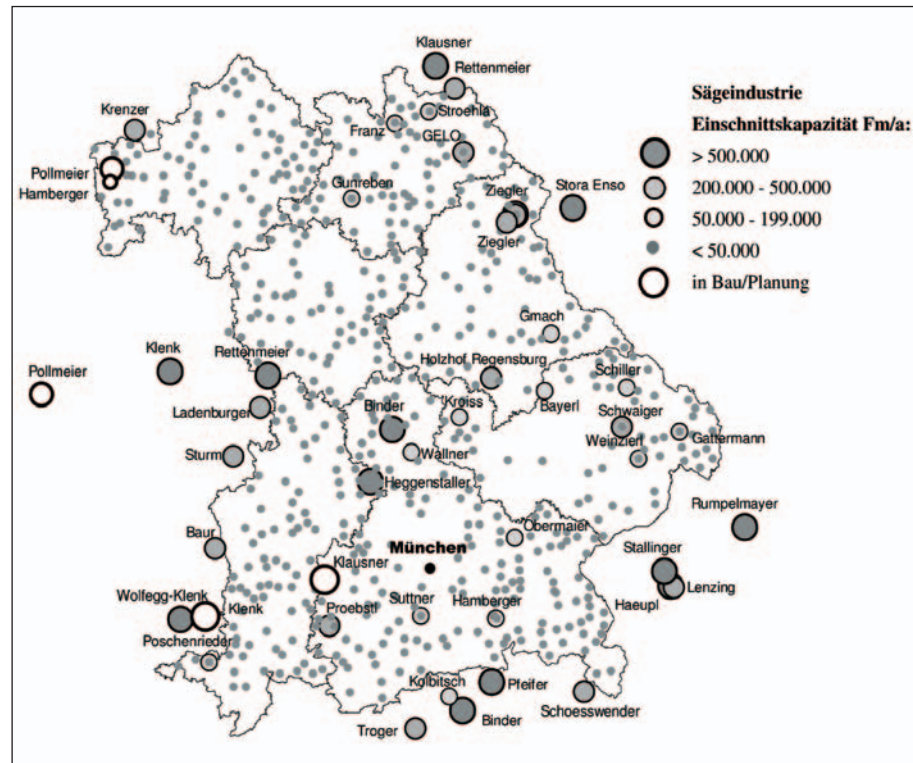 Klausner
Rettenmeier
Stroehla
Krenzer
Franz
GELO
Pollmeier
Hamberger
Gunreben
Ziegler
Stora Enso
Ziegler
Sägeindustrie
Einschnittskapazität Fm/a:
> 500.000
200.000 - 500.000
50.000 - 199.000
< 50.000
in Bau/Planung
Gmach
Klenk
Rettenmeier
Holzhof Regensburg
Schiller
Pollmeier
Bayerl
Ladenburger
Binder
Kroiss
Schwaiger
Weinzierl
Gattermann
Sturm
Wallner
Heggenstaller
Rumpelmayer
Obermaier
Baur
München
Stallinger
Klausner
Lenzing
Haeupl
Wolfegg-Klenk
Klenk
Suttner
Hamberger
Proebstl
Poschenrieder
Kolbitsch
Pfeifer
Schoesswender
Binder
Troger